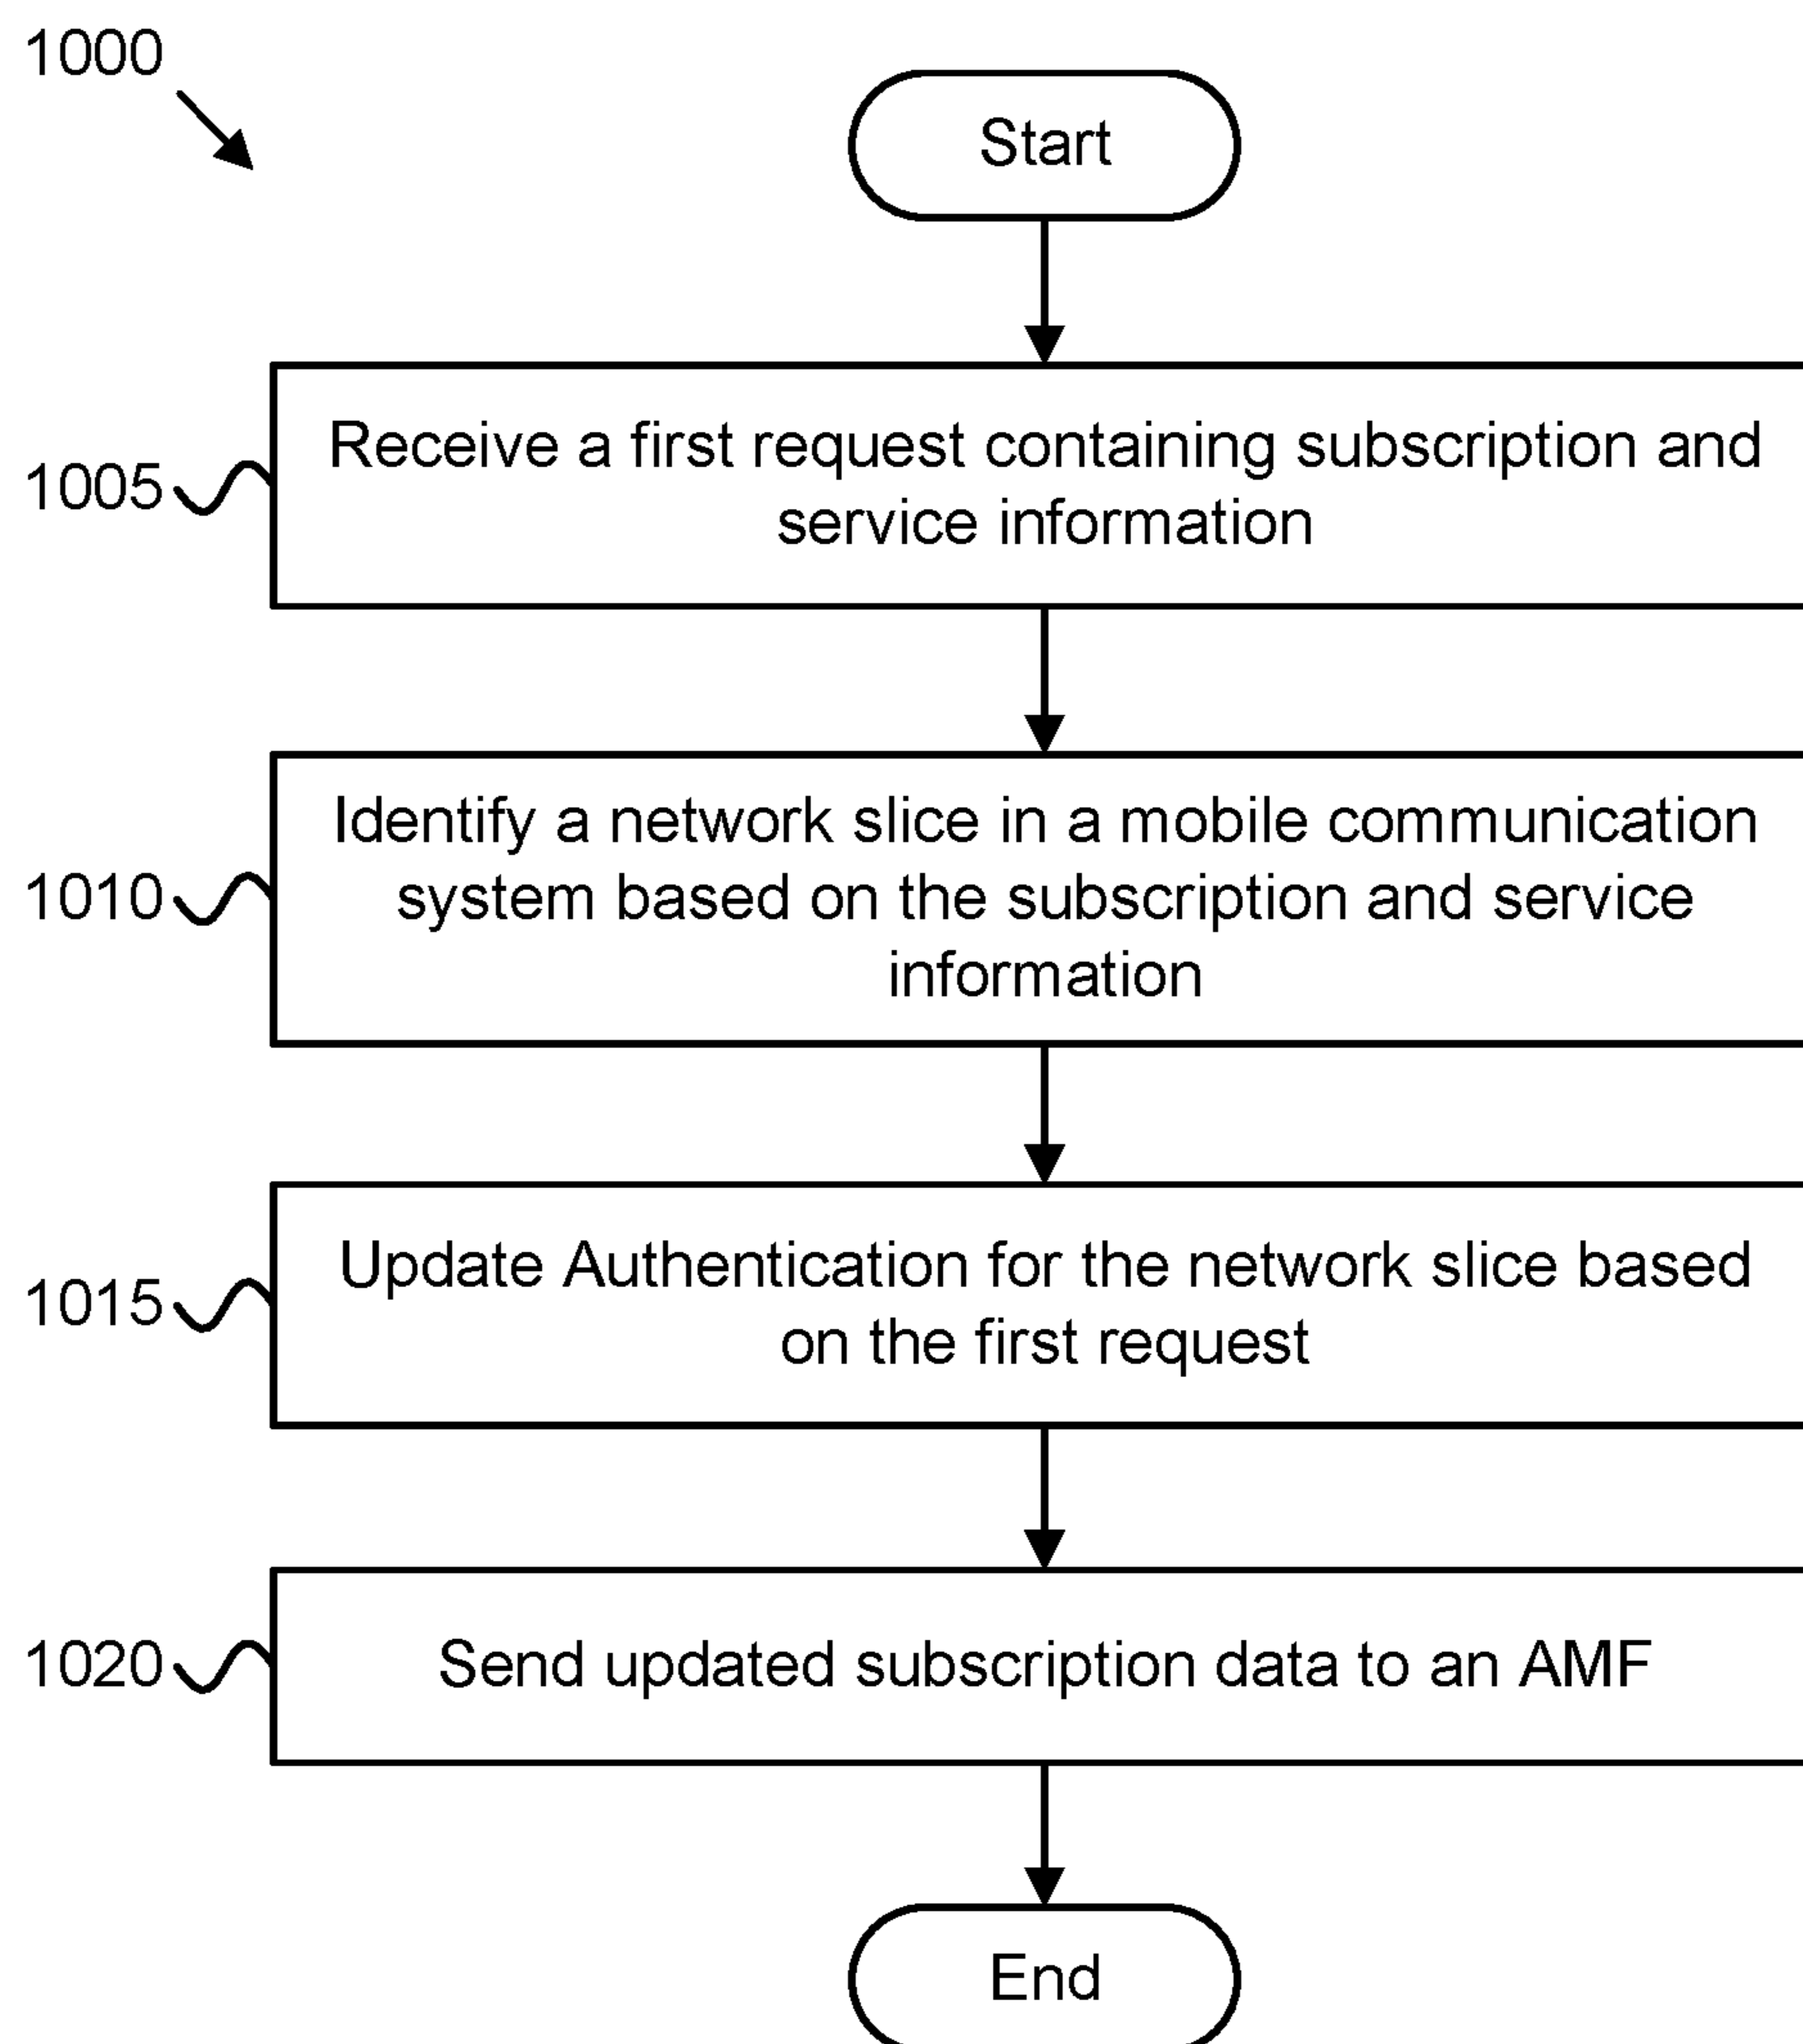 1000
Start
1005
Receive a first request containing subscription and
service information
1010
Identify a network slice in a mobile communication
system based on the subscription and service
information
1015
Update Authentication for the network slice based
on the first request
1020
Send updated subscription data to an AMF
End